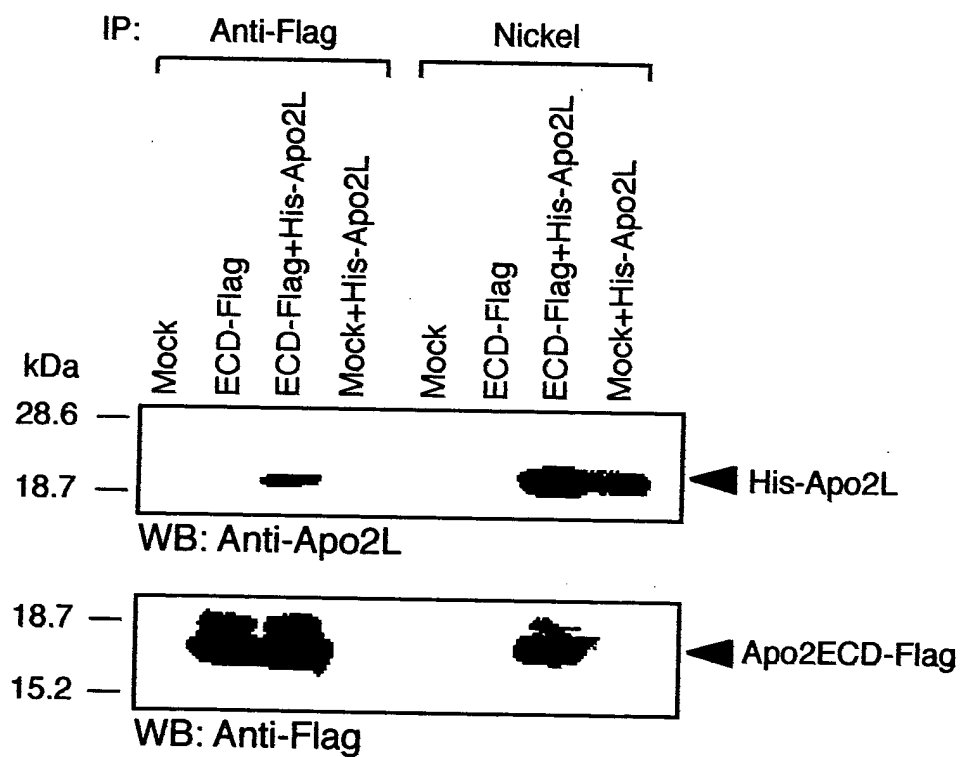 IP: Anti-Flag Nickel
Mock
ECD-Flag
ECD-Flag+His-Apo2L
Mock+His-Apo2L
Mock
ECD-Flag
ECD-Flag+His-Apo2L
Mock+His-Apo2L
kDa
28.6
18.7
His-Apo2L
WB: Anti-Apo2L
18.7
Apo2ECD-Flag
15.2
WB: Anti-Flag